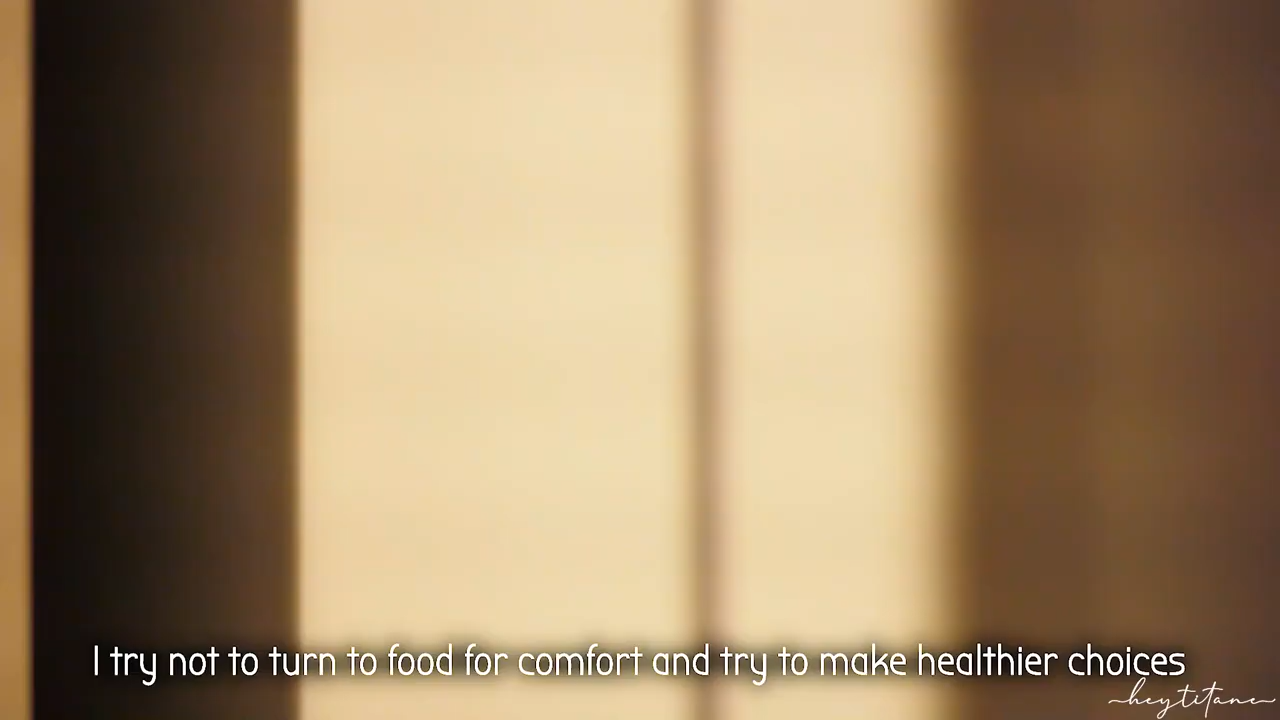 I try not to turn to food for comfort and try to make healthier choices
heytitane